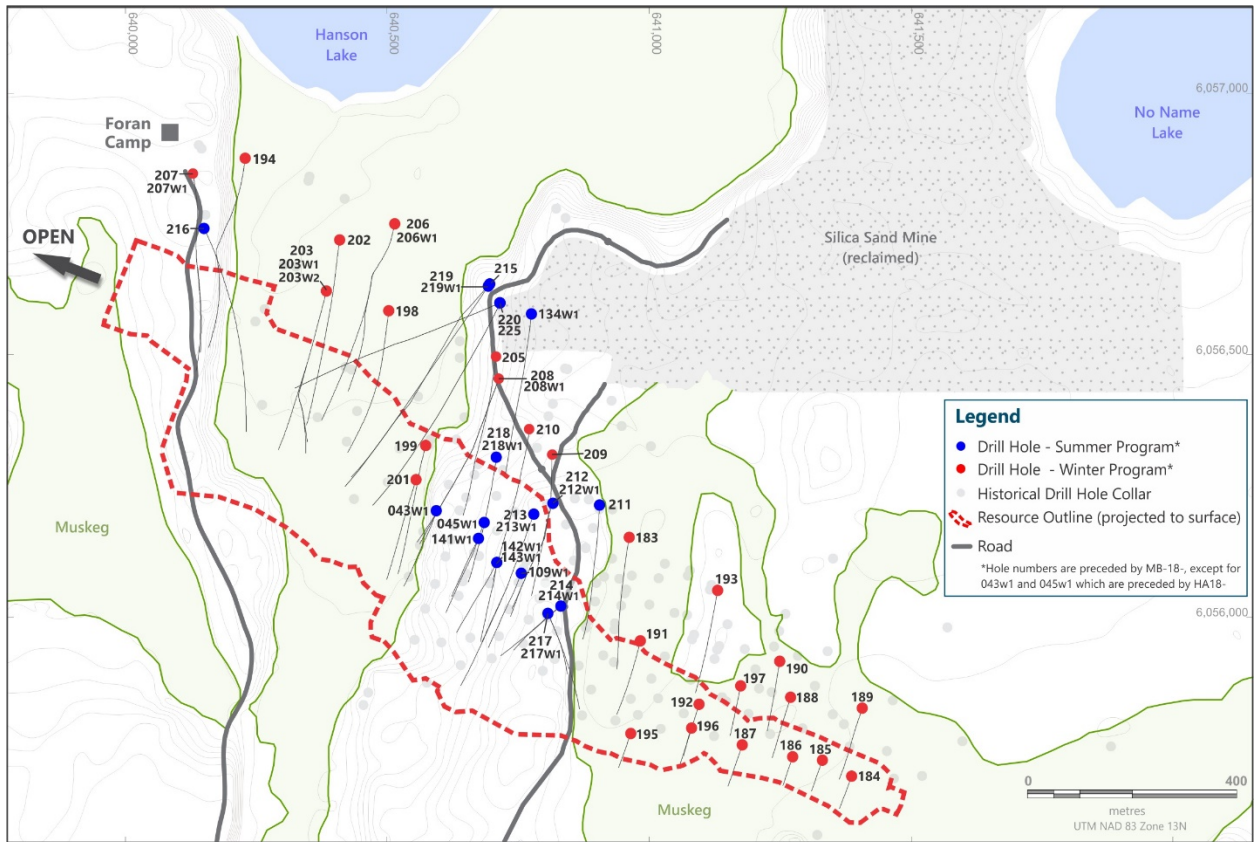 640,000
640,500
641,000
641,500
Hanson
Lake
6,057,000
No Name
Lake
Foran
Camp
194
207
207W1
216
OPEN
206
206W1
202
203
203W1
203W2
198
219
219W1
215
220
225
134W1
Silica Sand Mine
(reclaimed)
205
6,056,500
208
208W1
210
209
199
218
218W1
201
212
212W1
211
043W1
045W1
141W1
213
213W1
142W1
143W1
109W1
214
214W1
217
217W1
183
193
Muskeg
6,056,000
191
190
197
188
189
192
196
195
187
186
185
184
Muskeg
Legend
Drill Hole - Summer Program*
Drill Hole - Winter Program*
Historical Drill Hole Collar
Resource Outline (projected to surface)
Road
*Hole numbers are preceded by MB-18-, except for
043w1 and 045w1 which are preceded by HA18-
0
400
metres
UTM NAD 83 Zone 13N